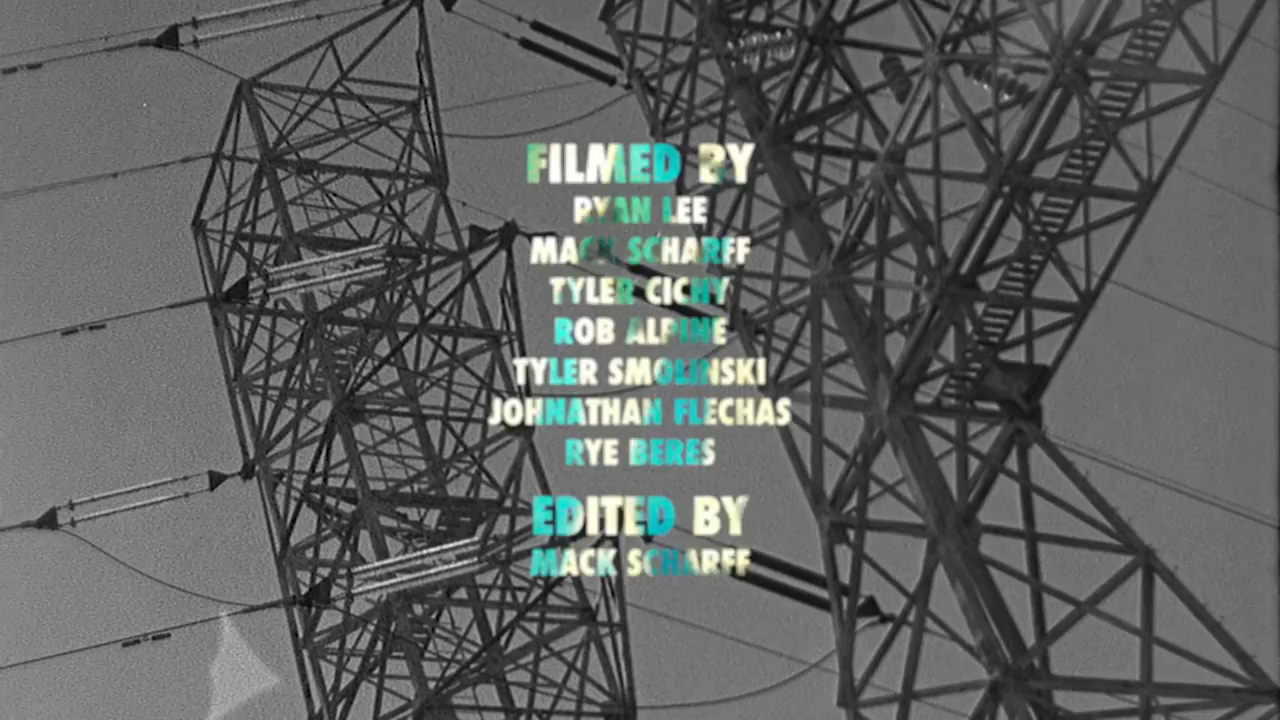 FILMED BY
RYAN LEE
MACK SCHARFF
TYLER CICHY
ROB ALPINE
TYLER SMOLINSKI
JOHNATHAN FLECHAS
RYE BERES
EDITED BY
MACK SCHARFF